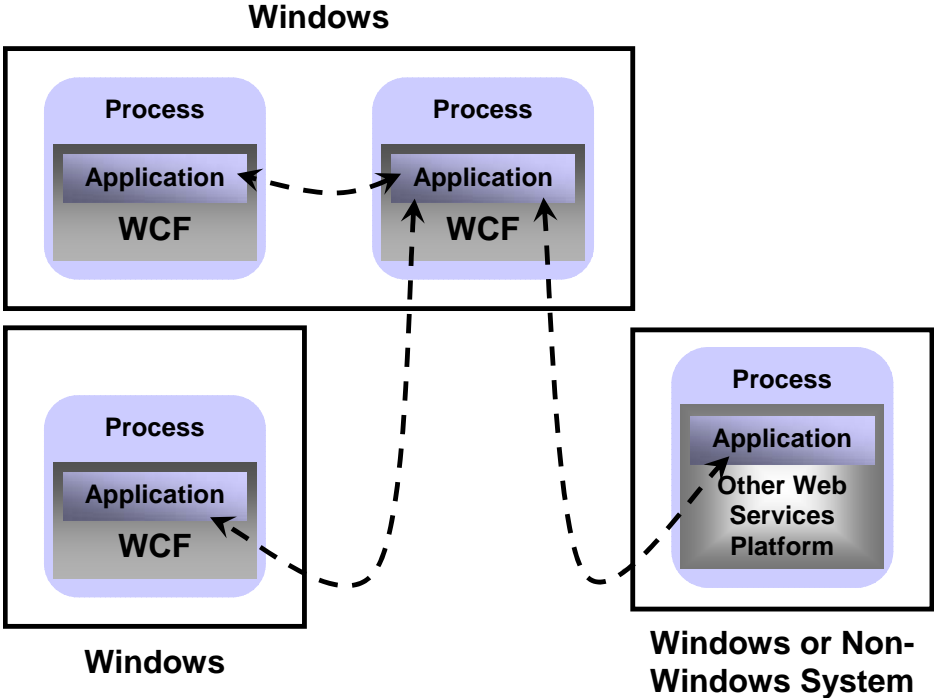 Windows
Process
Application
WCF
Process
Application
WCF
Process
Application
WCF
Windows
Process
Application
Other Web
Services
Platform
Windows or Non-
Windows System